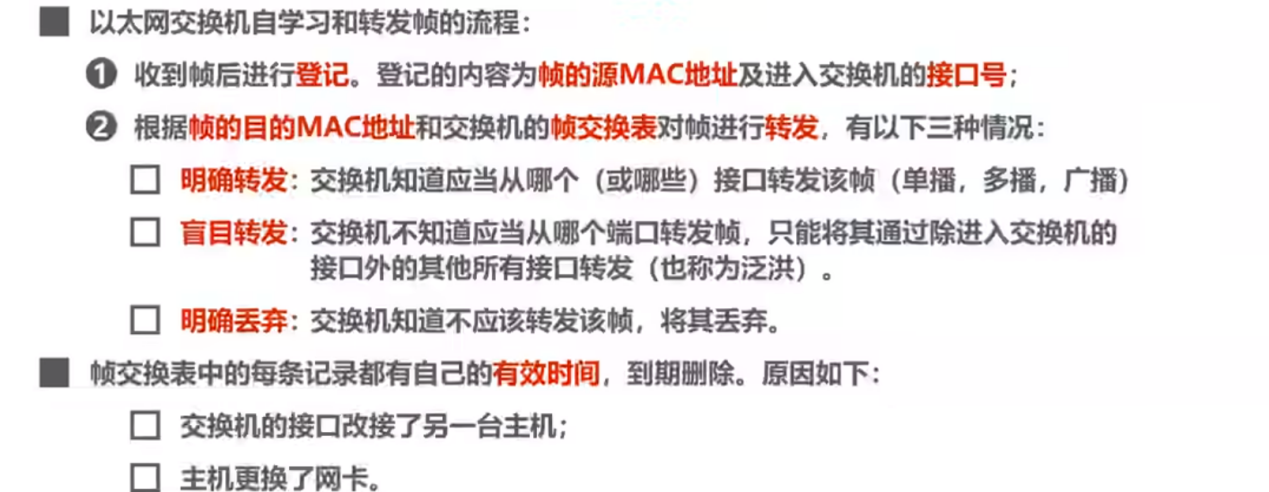 ■ 以太网交换机自学习和转发帧的流程：
❶ 收到帧后进行登记。登记的内容为帧的源MAC地址及进入交换机的接口号；
❷ 根据帧的目的MAC地址和交换机的帧交换表对帧进行转发，有以下三种情况：
□ 明确转发：交换机知道应当从哪个（或哪些）接口转发该帧（单播，多播，广播）
□ 盲目转发：交换机不知道应当从哪个端口转发帧，只能将其通过除进入交换机的
接口外的其他所有接口转发（也称为泛洪）。
□ 明确丢弃：交换机知道不应该转发该帧，将其丢弃。
■ 帧交换表中的每条记录都有自己的有效时间，到期删除。原因如下：
□ 交换机的接口改接了另一台主机；
□ 主机更换了网卡。